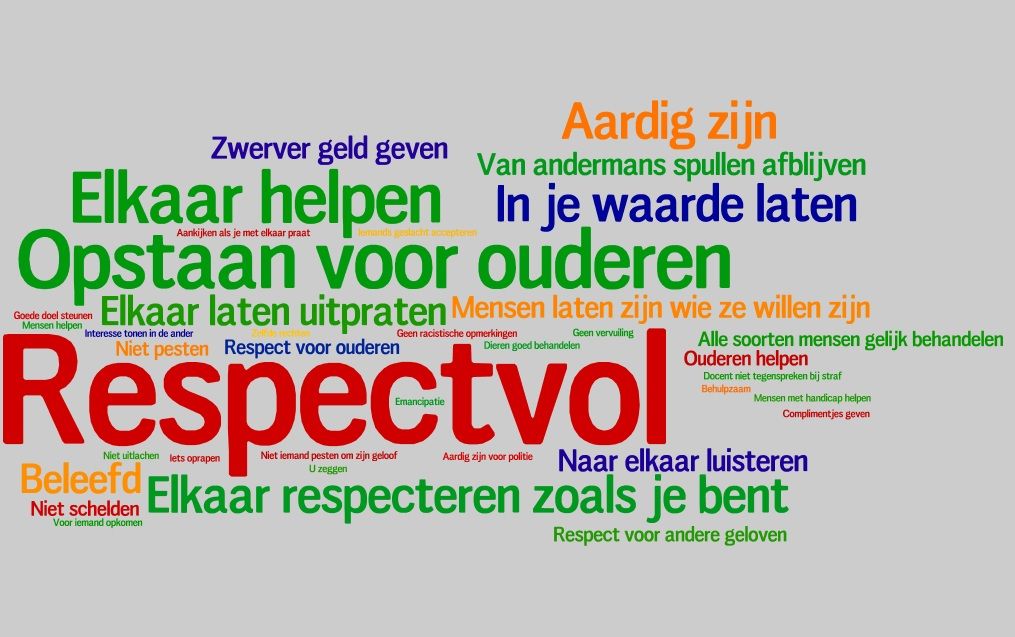 Aardig zijn
Zwerver geld geven
Van andermans spullen afblijven
Elkaar helpen
In je waarde laten
Aankijken als je met elkaar praat
Iemands geslacht accepteren
Opstaan voor ouderen
Elkaar laten uitpraten
Mensen laten zijn wie ze willen zijn
Goede doel steunen
Mensen helpen
Interesse tonen in de ander
Zelfde rechten
Geen racistische opmerkingen
Geen vervuiling
Alle soorten mensen gelijk behandelen
Niet pesten
Respect voor ouderen
Dieren goed behandelen
Ouderen helpen
Docent niet tegenspreken bij straf
Behulpzaam
Mensen met handicap helpen
Respectvol
Emancipatie
Complimentjes geven
Niet uitlachen
Iets oprapen
Niet iemand pesten om zijn geloof
Aardig zijn voor politie
Naar elkaar luisteren
U zeggen
Beleefd
Elkaar respecteren zoals je bent
Niet schelden
Voor iemand opkomen
Respect voor andere geloven